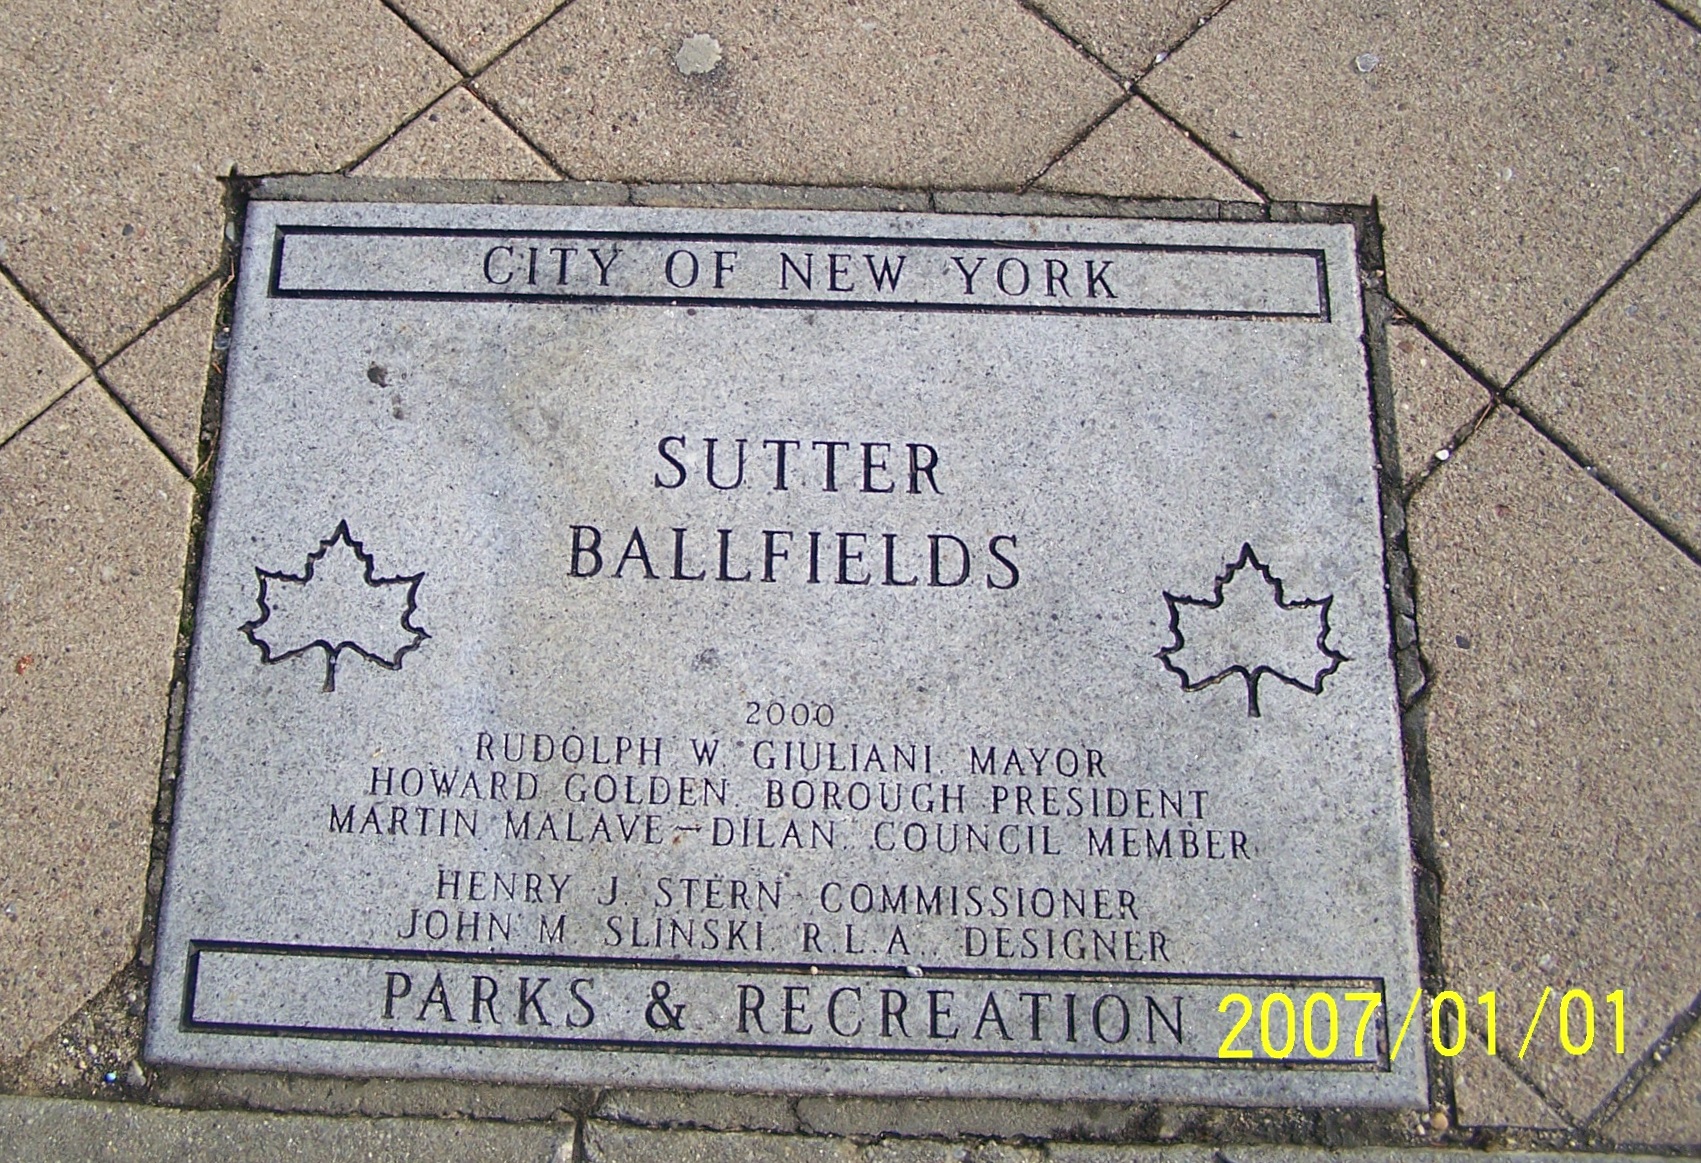 CITY OF NEW YORK
SUTTER
BALLFIELDS
2000
RUDOLPH W. GIULIANI, MAYOR
HOWARD GOLDEN, BOROUGH PRESIDENT
MARTIN MALAVE-DILAN, COUNCIL MEMBER
HENRY J. STERN, COMMISSIONER
JOHN M. SLINSKI, R.L.A., DESIGNER
PARKS & RECREATION
2007/01/01